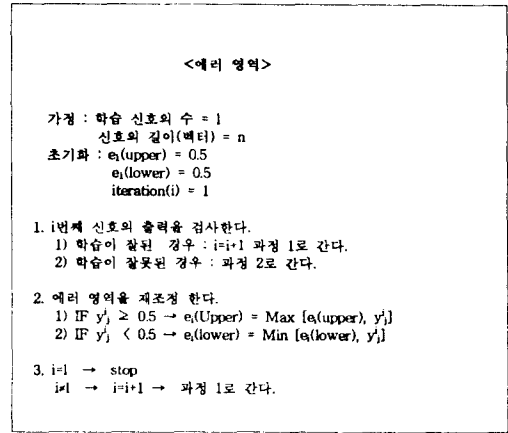 <에러 영역>
가정 : 학습 신호의 수 = l
신호의 길이(벡터) = n
초기화 : eᵢ(upper) = 0.5
eᵢ(lower) = 0.5
iteration(i) = 1
1. i번째 신호의 출력을 검사한다.
1) 학습이 잘된 경우 : i=i+1 과정 1로 간다.
2) 학습이 잘못된 경우 : 과정 2로 간다.
2. 에러 영역을 재조정 한다.
1) IF yⁱⱼ ≥ 0.5 → eᵢ(Upper) = Max [eᵢ(upper), yⁱⱼ]
2) IF yⁱⱼ < 0.5 → eᵢ(lower) = Min [eᵢ(lower), yⁱⱼ]
3. i=l → stop
i≠l → i=i+1 → 과정 1로 간다.